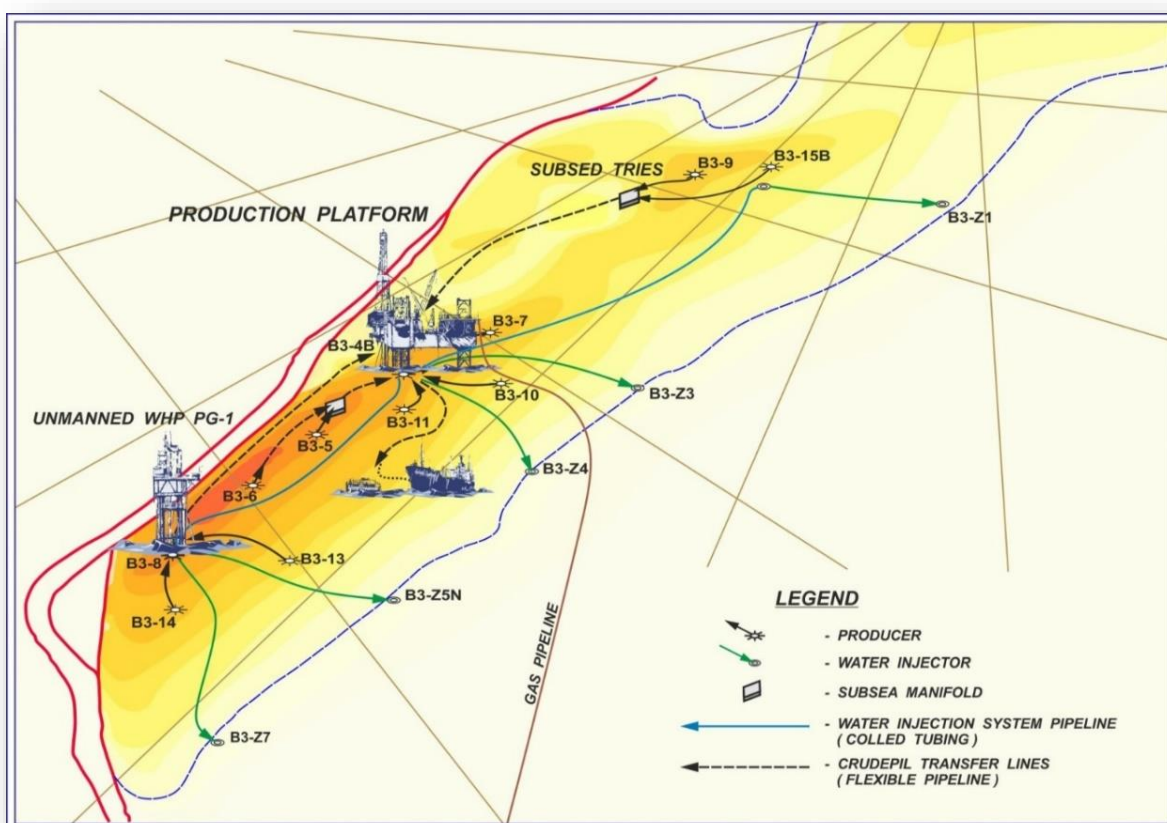 B3-9
B3-15B
SUBSED TRIES
B3-Z1
PRODUCTION PLATFORM
B3-7
B3-4B
B3-10
B3-Z3
B3-11
UNMANNED WHP PG-1
B3-5
B3-Z4
B3-6
B3-8
B3-13
B3-Z5N
B3-14
GAS PIPELINE
B3-Z7
LEGEND
- PRODUCER
- WATER INJECTOR
- SUBSEA MANIFOLD
- WATER INJECTION SYSTEM PIPELINE
( COLLED TUBING )
- CRUDEPIL TRANSFER LINES
( FLEXIBLE PIPELINE )